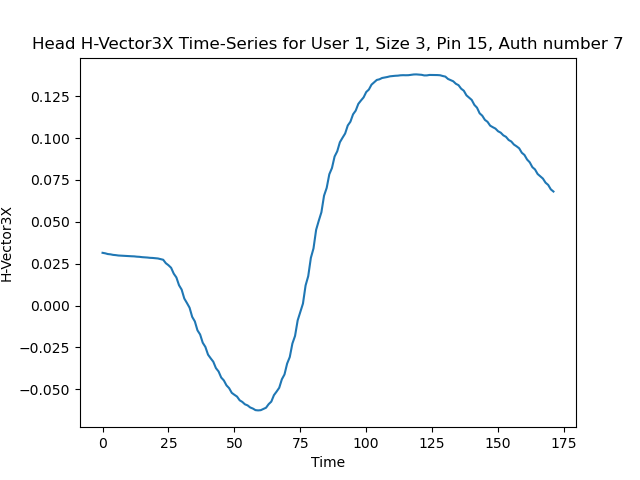 Head H-Vector3X Time-Series for User 1, Size 3, Pin 15, Auth number 7
H-Vector3X
0.125
0.100
0.075
0.050
0.025
0.000
−0.025
−0.050
0 25 50 75 100 125 150 175
Time